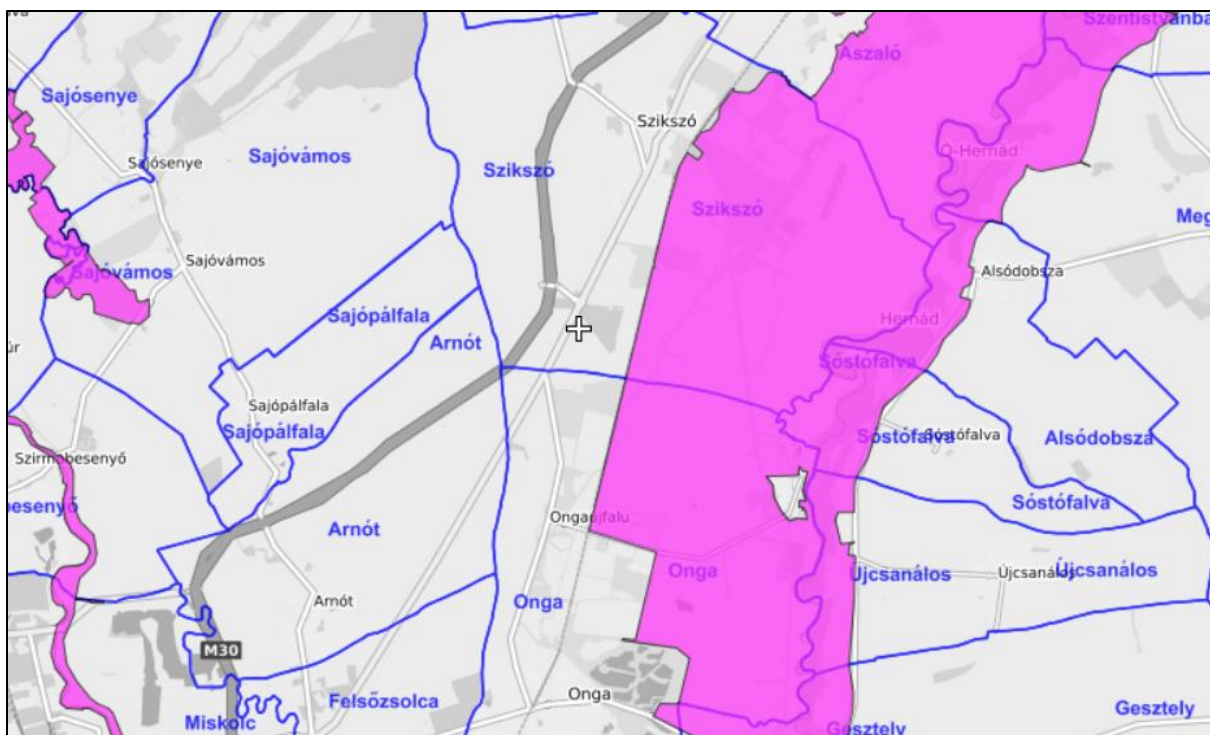 Szentistvánba
Aszaló
Sajósenye
Szikszó
Sajósenye
Sajóvámos
Szikszó
Ó-Hernád
Szikszó
Meg
Sajóvámos
Sajóvámos
Alsódobsza
Sajópálfala
Hernád
Arnót
úr
Sóstófalva
Sajópálfala
Sajópálfala
Sóstófalva
Sóstófalva
Alsódobsza
Szirmabesenyő
besenyő
Sóstófalva
Ongaújfalu
Arnót
Onga
Újcsanálos
Újcsanálos
Újcsanálos
Arnót
Onga
M30
Onga
Felsőzsolca
Miskolc
Gesztely
Gesztely